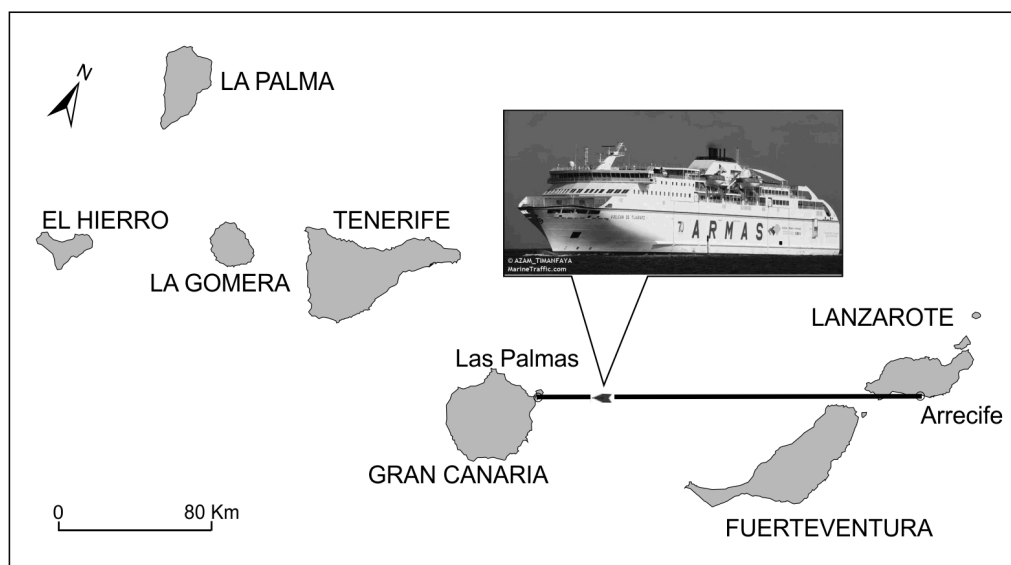 N
LA PALMA
EL HIERRO
TENERIFE
LA GOMERA
ARMAS
© AZAM_TIMANFAYA
MarineTraffic.com
LANZAROTE
Las Palmas
Arrecife
GRAN CANARIA
FUERTEVENTURA
0 80 Km